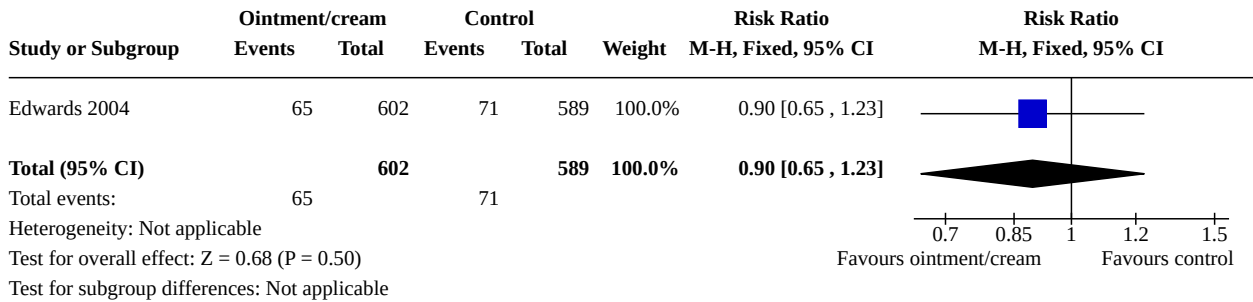 Ointment/cream Control Risk Ratio Risk Ratio
Study or Subgroup Events Total Events Total Weight M-H, Fixed, 95% CI M-H, Fixed, 95% CI
Edwards 2004 65 602 71 589 100.0% 0.90 [0.65 , 1.23]
Total (95% CI) 602 589 100.0% 0.90 [0.65 , 1.23]
Total events: 65 71
Heterogeneity: Not applicable
0.7 0.85 1 1.2 1.5
Test for overall effect: Z = 0.68 (P = 0.50) Favours ointment/cream Favours control
Test for subgroup differences: Not applicable